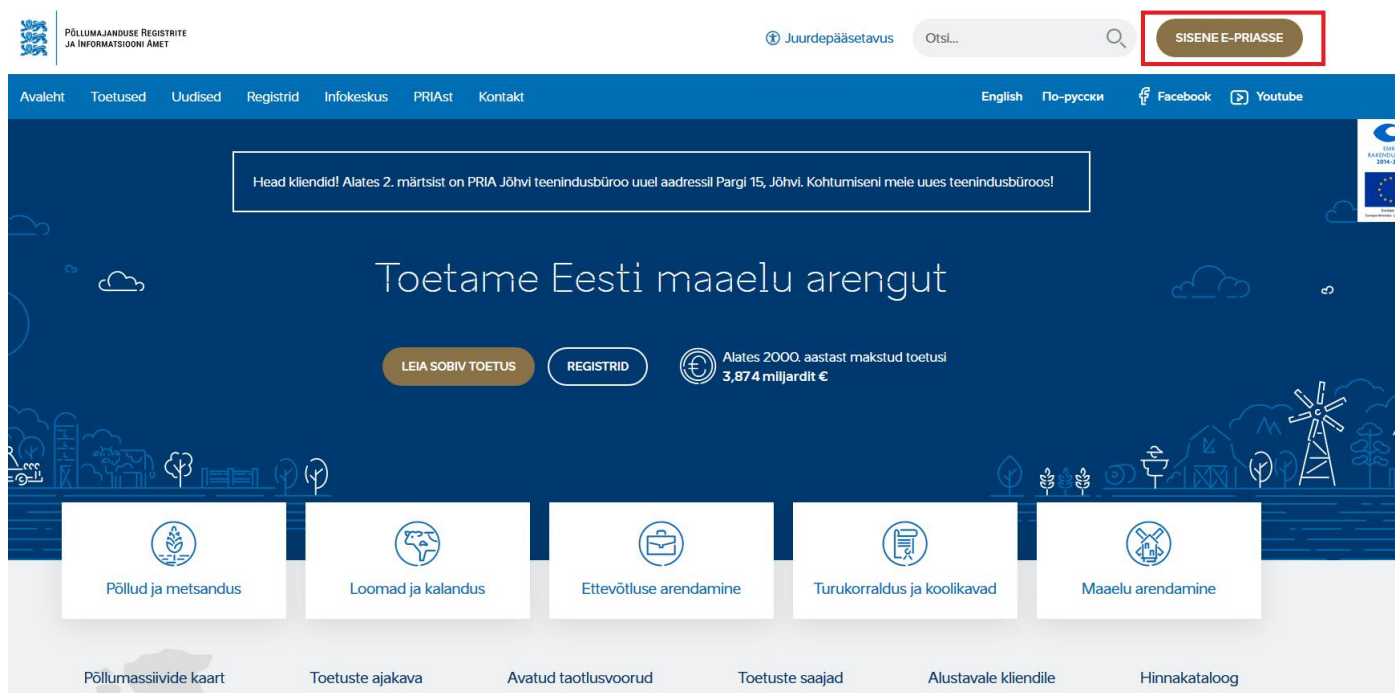 PÕLLUMAJANDUSE REGISTRITE
JA INFORMATSIOONI AMET
Juurdepääsetavus
Otsi...
SISENE E-PRIASSE
Avaleht Toetused Uudised Registrid Infokeskus PRIAst Kontakt
English По-русски Facebook Youtube
Head kliendid! Alates 2. märtsist on PRIA Jõhvi teenindusbüroo uuel aadressil Pargi 15, Jõhvi. Kohtumiseni meie uues teenindusbüroos!
Toetame Eesti maaelu arengut
LEIA SOBIV TOETUS
REGISTRID
Alates 2000. aastast makstud toetusi
3,874 miljardit €
Põllud ja metsandus
Loomad ja kalandus
Ettevõtluse arendamine
Turukorraldus ja koolikavad
Maaelu arendamine
Põllumassiivide kaart
Toetuste ajakava
Avatud taotlusvoorud
Toetuste saajad
Alustavale kliendile
Hinnakataloog